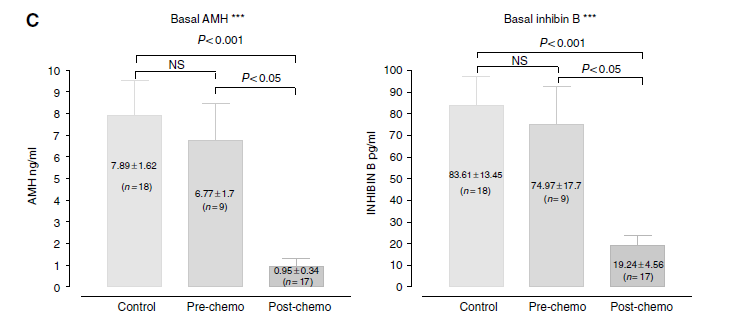 C
Basal AMH ***
P<0.001
NS
P<0.05
AMH ng/ml
10
9
8
7
6
5
4
3
2
1
0
7.89±1.62
(n=18)
6.77±1.7
(n=9)
0.95±0.34
(n=17)
Control
Pre-chemo
Post-chemo
Basal inhibin B ***
P<0.001
NS
P<0.05
INHIBIN B pg/ml
100
90
80
70
60
50
40
30
20
10
0
83.61±13.45
(n=18)
74.97±17.7
(n=9)
19.24±4.56
(n=17)
Control
Pre-chemo
Post-chemo